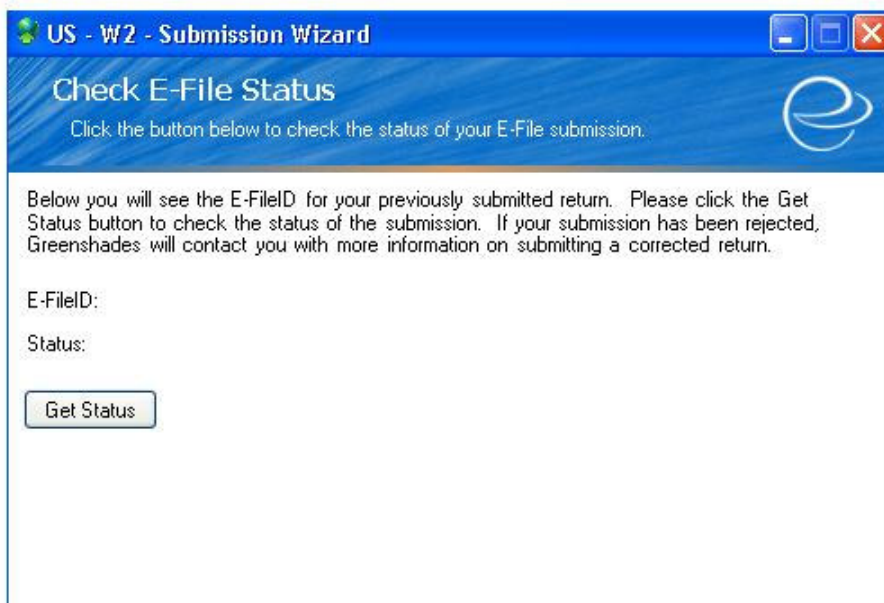 US - W2 - Submission Wizard
Check E-File Status
Click the button below to check the status of your E-File submission.
Below you will see the E-FileID for your previously submitted return. Please click the Get
Status button to check the status of the submission. If your submission has been rejected,
Greenshades will contact you with more information on submitting a corrected return.
E-FileID:
Status:
Get Status